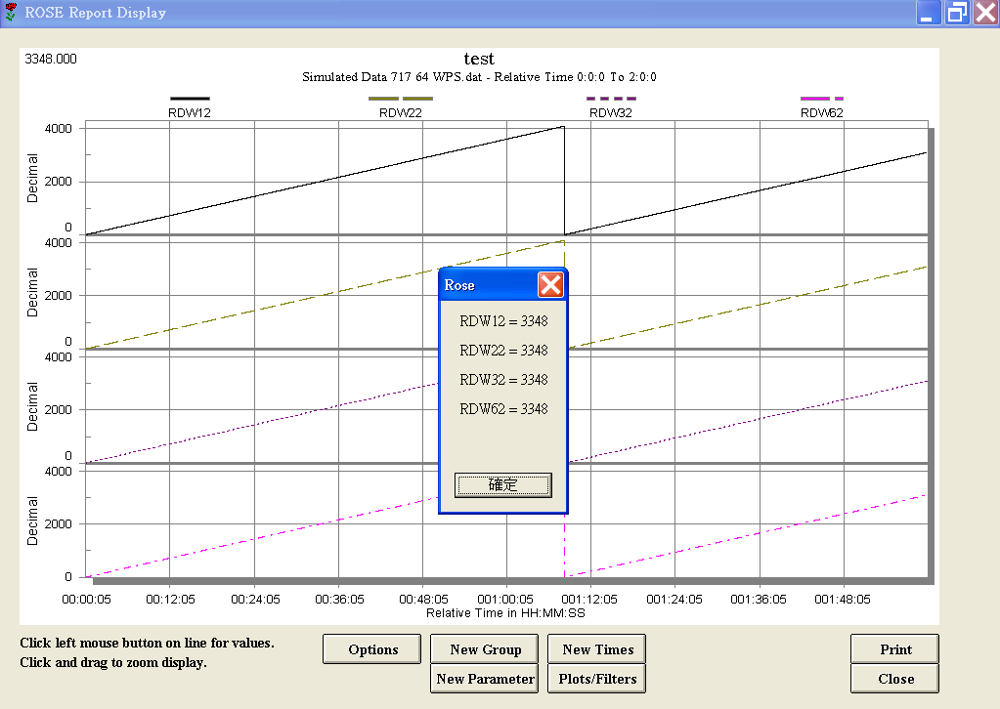 ROSE Report Display
3348.000
test
Simulated Data 717 64 WPS.dat - Relative Time 0:0:0 To 2:0:0
RDW12 RDW22 RDW32 RDW62
4000
2000
0
Decimal
4000
2000
0
Decimal
4000
2000
0
Decimal
4000
2000
0
Decimal
Rose
RDW12 = 3348
RDW22 = 3348
RDW32 = 3348
RDW62 = 3348
確定
00:00:05 00:12:05 00:24:05 00:36:05 00:48:05 001:00:05 001:12:05 001:24:05 001:36:05 001:48:05
Relative Time in HH:MM:SS
Click left mouse button on line for values.
Click and drag to zoom display.
Options
New Group
New Times
Print
New Parameter
Plots/Filters
Close